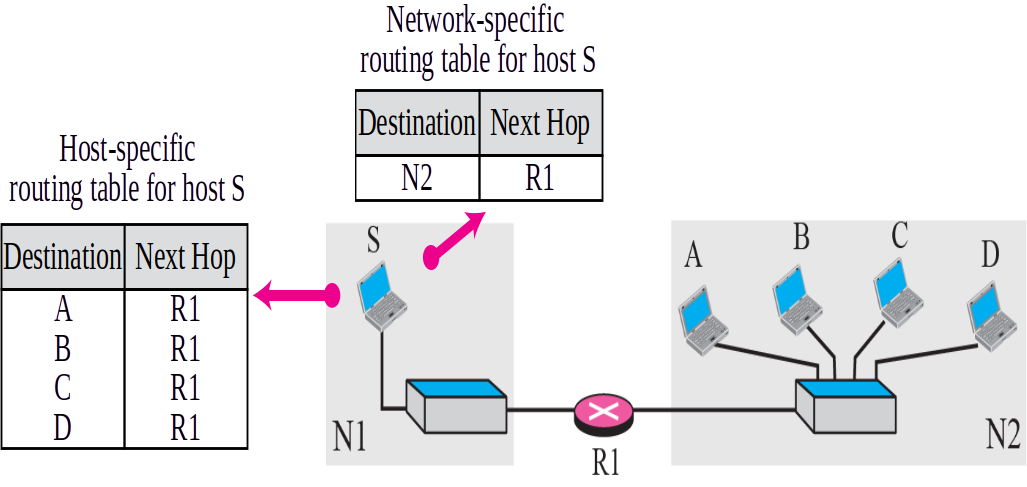 Network-specific
routing table for host S
Destination Next Hop
N2 R1
Host-specific
routing table for host S
Destination Next Hop
A R1
B R1
C R1
D R1
S
N1
R1
A
B
C
D
N2